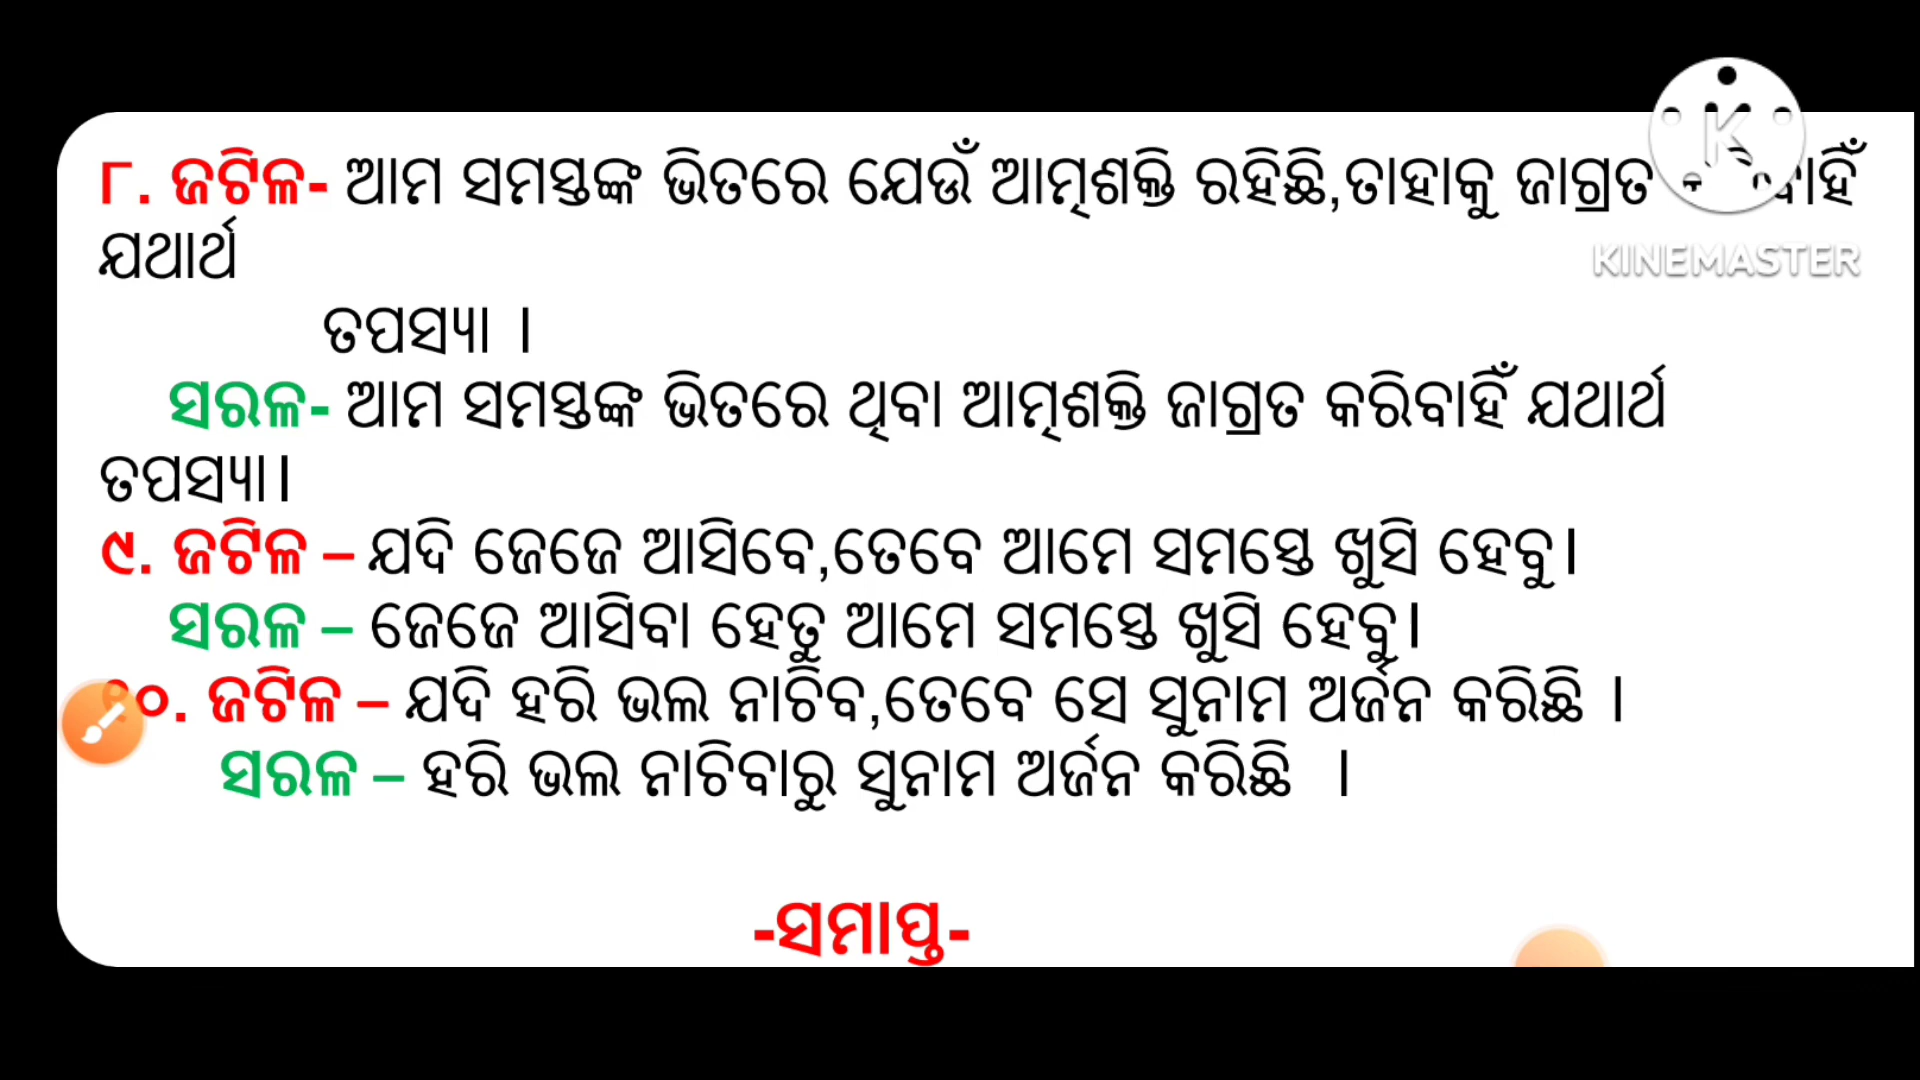 ୮. ଜଟିଳ- ଆମ ସମସ୍ତଙ୍କ ଭିତରେ ଯେଉଁ ଆତ୍ମଶକ୍ତି ରହିଛି,ତାହାକୁ ଜାଗ୍ରତ
ଯଥାର୍ଥ
ତପସ୍ୟା ।
ସରଳ- ଆମ ସମସ୍ତଙ୍କ ଭିତରେ ଥିବା ଆତ୍ମଶକ୍ତି ଜାଗ୍ରତ କରିବାହିଁ ଯଥାର୍ଥ
ତପସ୍ୟା।
୯. ଜଟିଳ – ଯଦି ଜେଜେ ଆସିବେ,ତେବେ ଆମେ ସମସ୍ତେ ଖୁସି ହେବୁ।
ସରଳ – ଜେଜେ ଆସିବା ହେତୁ ଆମେ ସମସ୍ତେ ଖୁସି ହେବୁ।
ଜଟିଳ – ଯଦି ହରି ଭଲ ନାଚିବ,ତେବେ ସେ ସୁନାମ ଅର୍ଜନ କରିଛି ।
ସରଳ – ହରି ଭଲ ନାଚିବାରୁ ସୁନାମ ଅର୍ଜନ କରିଛି ।
-ସମାପ୍ତ-
K
KINEMASTER